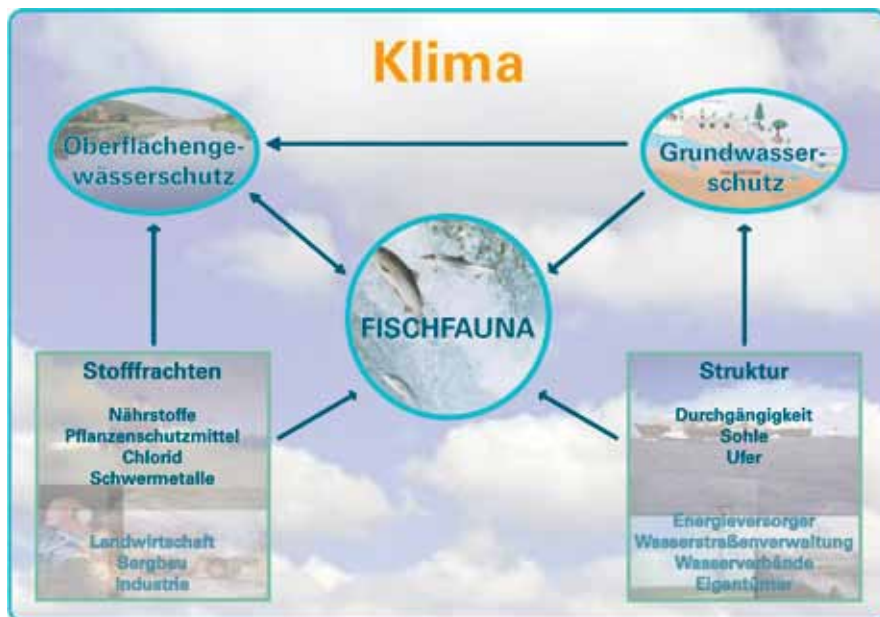 Klima
Oberflächenge-
wässerschutz
Grundwasser-
schutz
FISCHFAUNA
Stofffrachten
Nährstoffe
Pflanzenschutzmittel
Chlorid
Schwermetalle
Landwirtschaft
Bergbau
Industrie
Struktur
Durchgängigkeit
Sohle
Ufer
Energieversorger
Wasserstraßenverwaltung
Wasserverbände
Eigentümer